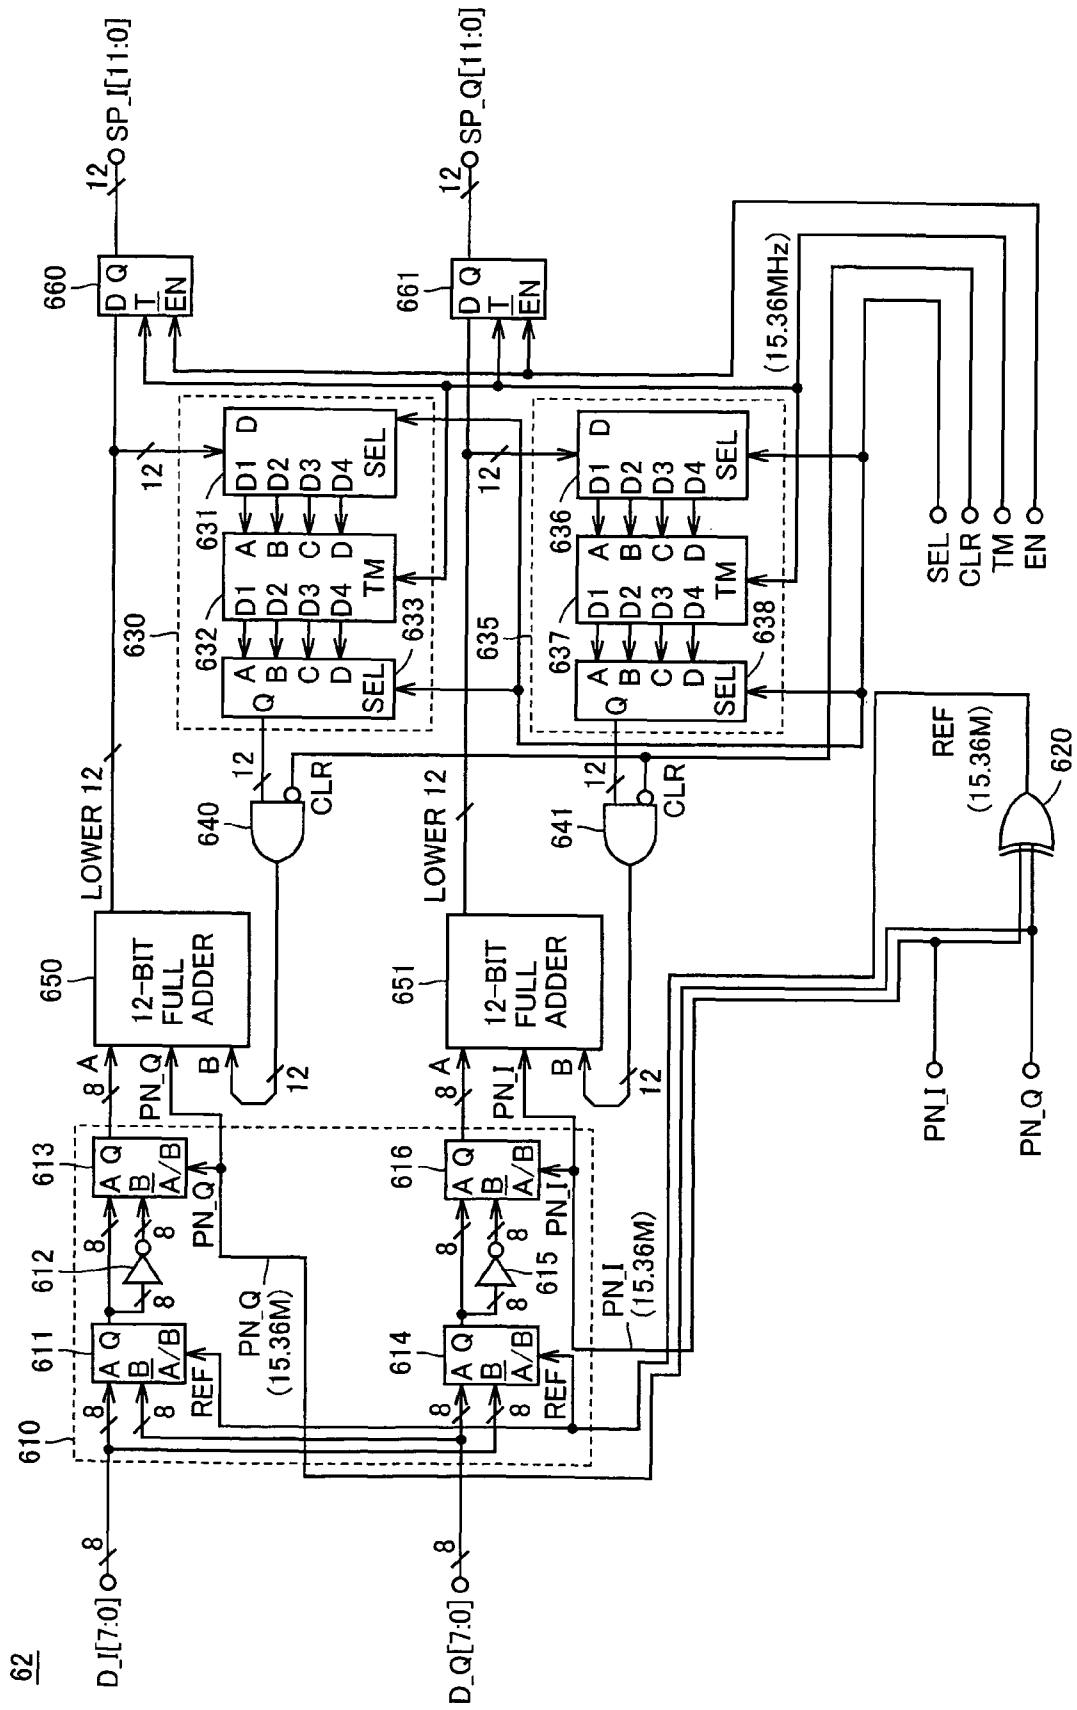 62
D_I[7:0]
8
610
8
8
611
A Q
B
A/B
REF
612
8
8
8
613
A Q
B
A/B
PN_Q
PN_Q
(15.36M)
8
A
PN_Q
B
650
12-BIT
FULL
ADDER
12
LOWER 12
640
12
CLR
630
633
Q
A
B
C
D
SEL
632
D1
D2
D3
D4
A
B
C
D
TM
631
D1
D2
D3
D4
D
SEL
12
660
D Q
T
EN
12
SP_I[11:0]
D_Q[7:0]
8
8
8
614
A Q
B
A/B
REF
615
8
8
8
616
A Q
B
A/B
PN_I
PN_I
(15.36M)
8
A
PN_I
B
651
12-BIT
FULL
ADDER
12
LOWER 12
641
12
CLR
635
638
Q
A
B
C
D
SEL
637
D1
D2
D3
D4
A
B
C
D
TM
636
D1
D2
D3
D4
D
SEL
12
661
D Q
T
EN
12
SP_Q[11:0]
(15.36MHz)
PN_I
PN_Q
620
REF
(15.36M)
SEL
CLR
TM
EN